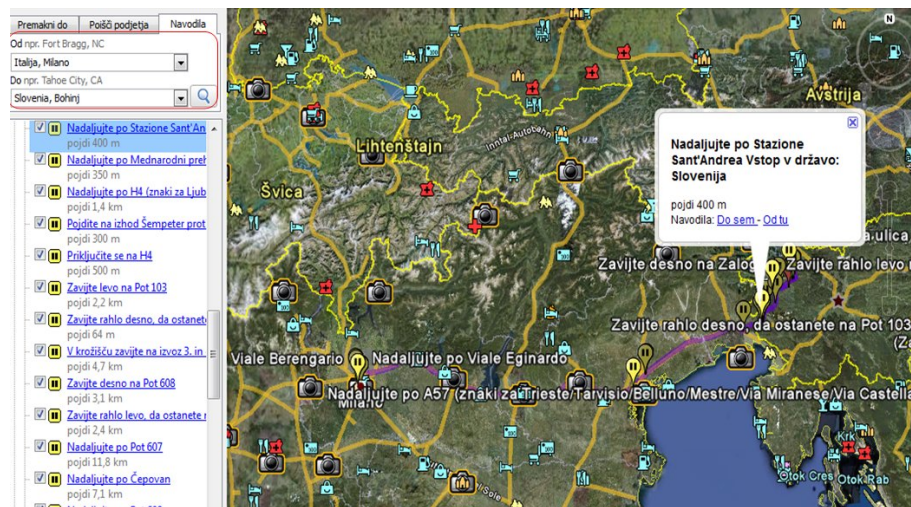 Premakni do
Poišči podjetja
Navodila
Od npr. Fort Bragg, NC
Italija, Milano
Do npr. Tahoe City, CA
Slovenia, Bohinj
Nadaljujte po Stazione Sant'An
pojdi 400 m
Nadaljujte po Mednarodni preh
pojdi 350 m
Nadaljujte po H4 (znaki za Ljub
pojdi 1,4 km
Pojdite na izhod Šempeter prot
pojdi 300 m
Priključite se na H4
pojdi 500 m
Zavijte levo na Pot 103
pojdi 2,2 km
Zavijte rahlo desno, da ostanete
pojdi 64 m
V krožišču zavijte na izvoz 3. in
pojdi 4,7 km
Zavijte desno na Pot 608
pojdi 3,1 km
Zavijte rahlo levo, da ostanete
pojdi 2,4 km
Nadaljujte po Pot 607
pojdi 11,8 km
Nadaljujte po Čepovan
pojdi 7,1 km
N
Avstrija
Inntal-Autobahn
Lihtenštajn
Švica
Nadaljujte po Stazione
Sant'Andrea Vstop v državo:
Slovenija
pojdi 400 m
Navodila: Do sem - Od tu
a ulica
Zavijte desno na Zalog
Zavijte rahlo levo
Zavijte rahlo desno, da ostanete na Pot 103
(Za
Viale Berengario
Nadaljujte po Viale Eginardo
Milano
Nadaljujte po A57 (znaki za Trieste/Tarvisio/Belluno/Mestre/Via Miranese/Via Castella
Krk
Otok Cres
Otok Rab